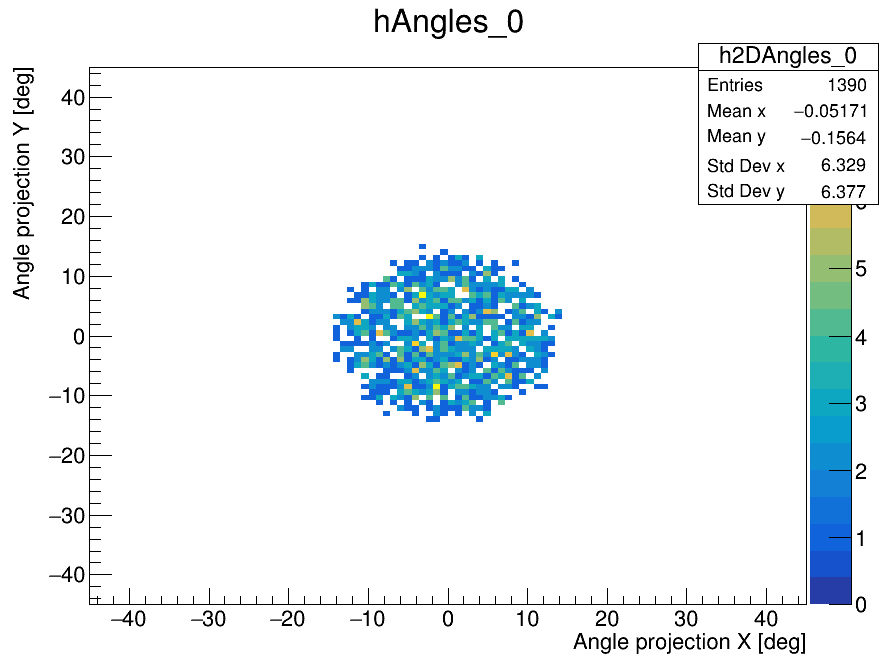 hAngles_0
h2DAngles_0
Entries 1390
Mean x −0.05171
Mean y −0.1564
Std Dev x 6.329
Std Dev y 6.377
Angle projection Y [deg]
40
30
20
10
0
−10
−20
−30
−40
−40 −30 −20 −10 0 10 20 30 40
Angle projection X [deg]
5
4
3
2
1
0